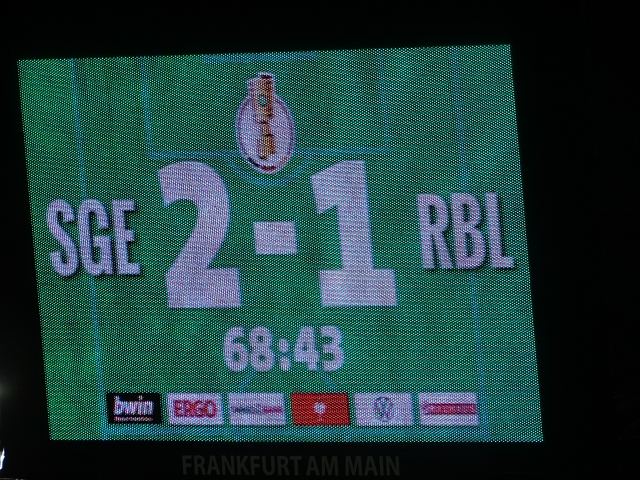 SGE 2-1 RBL
68:43
bwin ERGO
FRANKFURT AM MAIN